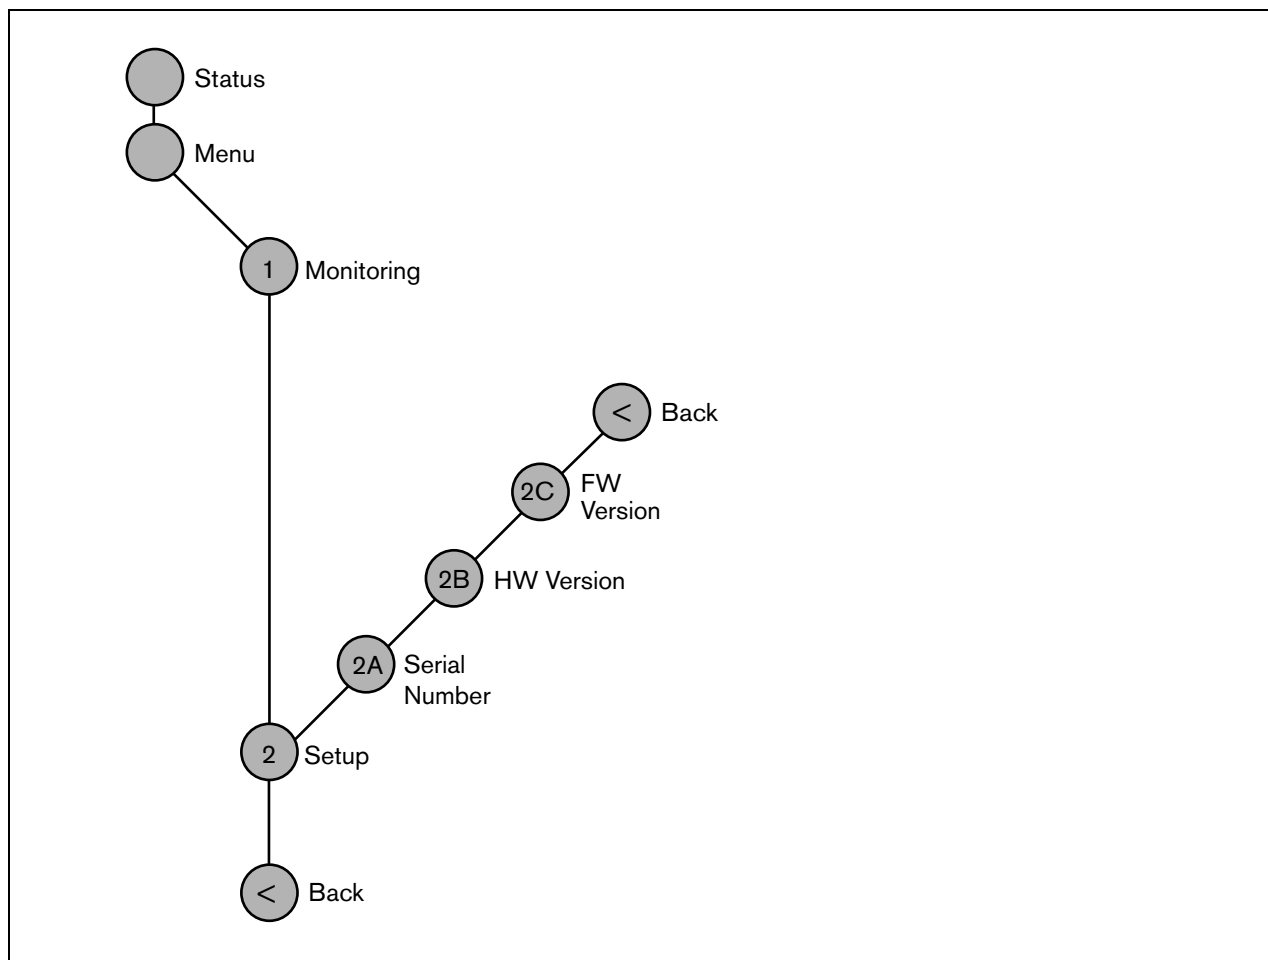 Status
Menu
1 Monitoring
< Back
2C FW
Version
2B HW Version
2A Serial
Number
2 Setup
< Back